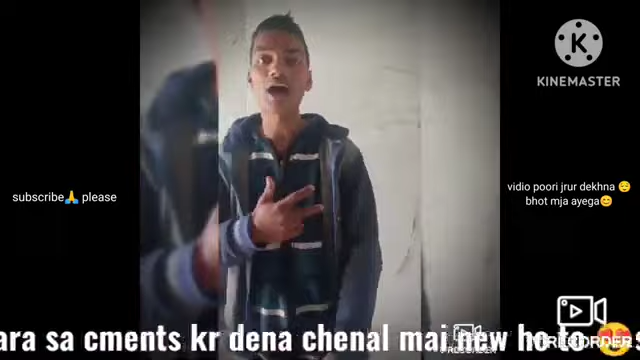 KINEMASTER
subscribe🙏 please
vidio poori jrur dekhna 😌
bhot mja ayega😊
ara sa cments kr dena chenal mai new ho to 😍